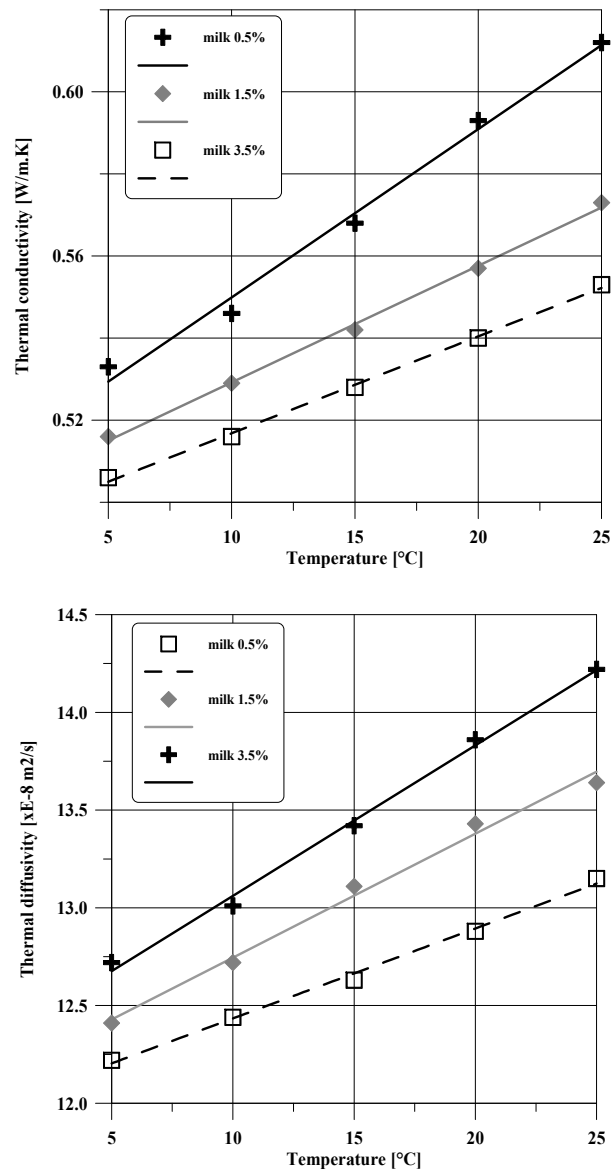 milk 0.5%
milk 1.5%
milk 3.5%
Thermal conductivity [W/m.K]
0.60
0.56
0.52
5 10 15 20 25
Temperature [°C]
milk 0.5%
milk 1.5%
milk 3.5%
Thermal diffusivity [xE-8 m2/s]
14.5
14.0
13.5
13.0
12.5
12.0
5 10 15 20 25
Temperature [°C]